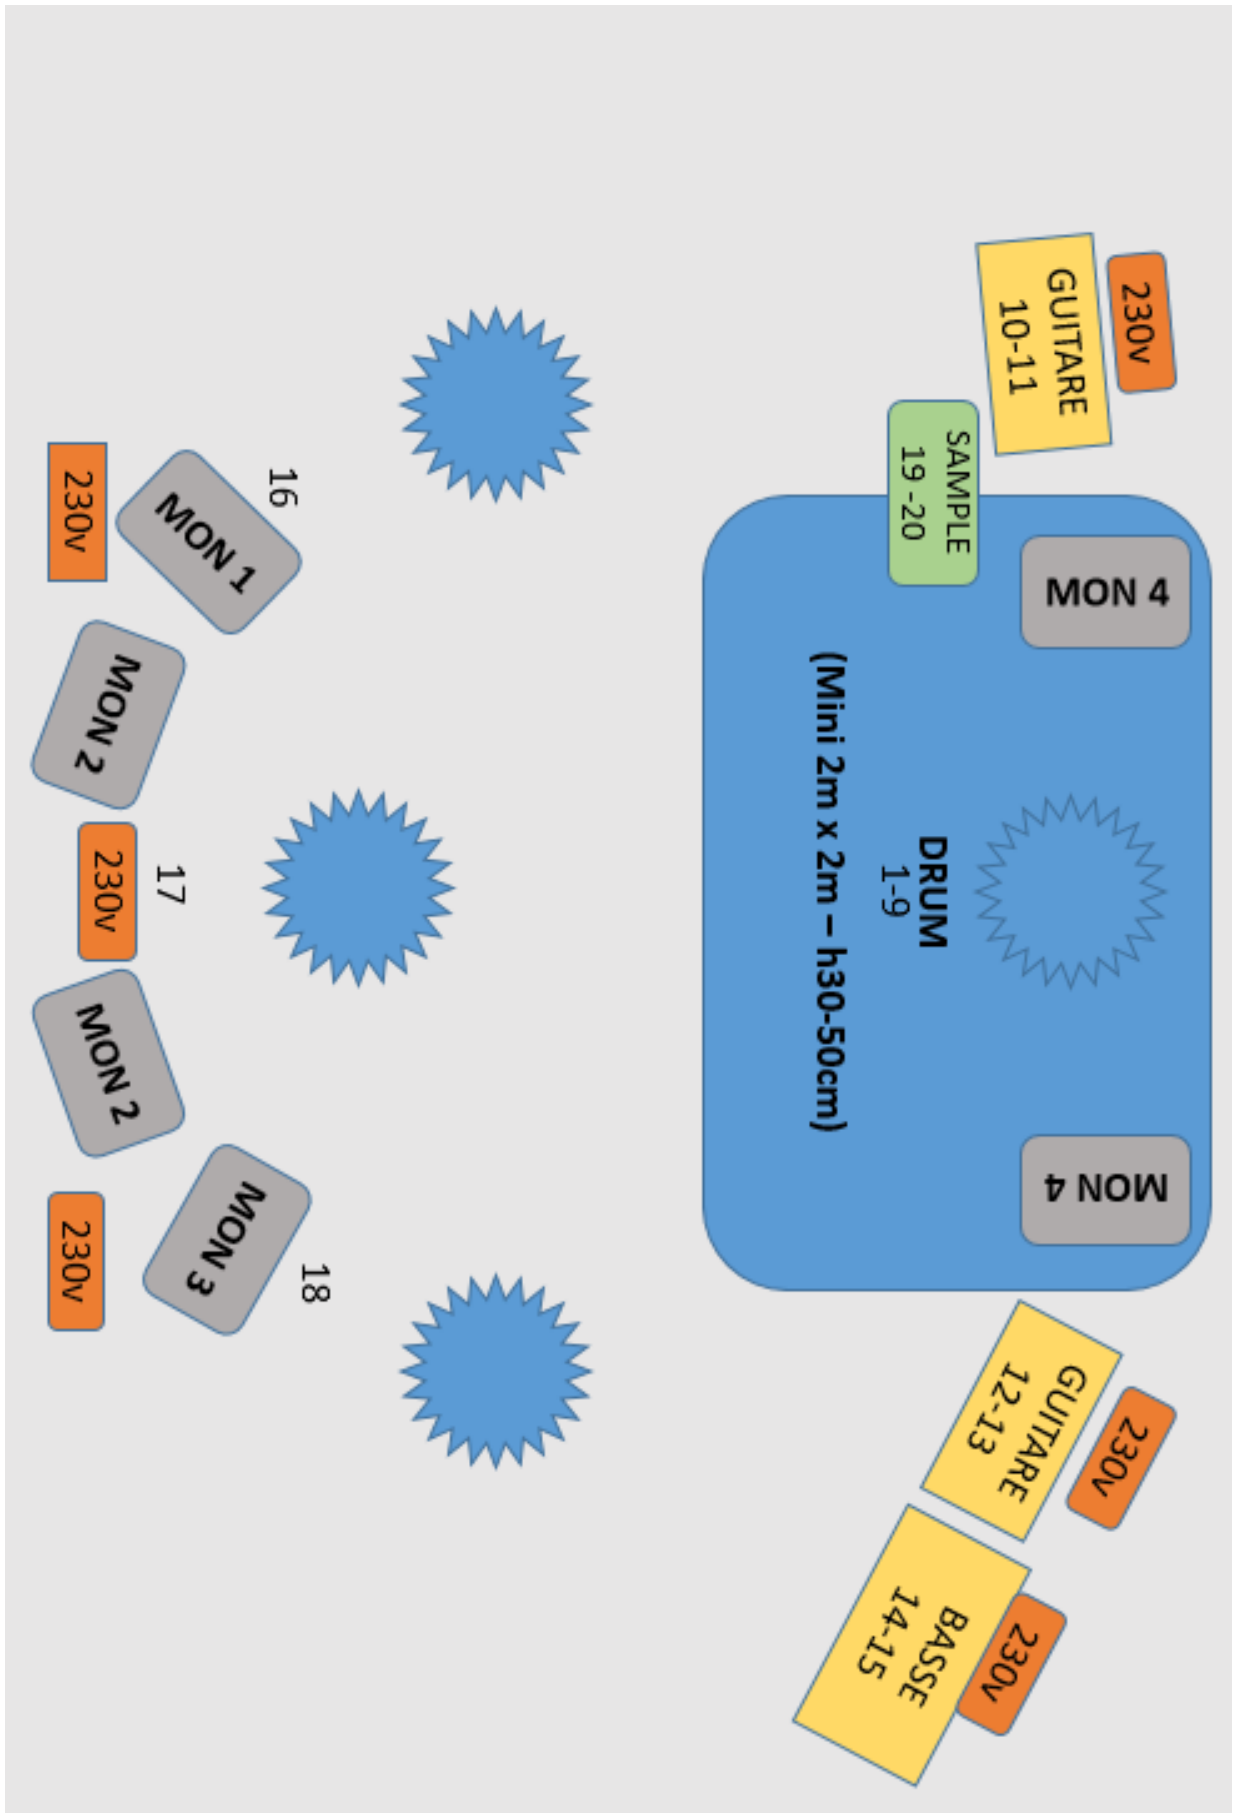 230v
GUITARE
10-11
SAMPLE
19 -20
MON 4
DRUM
1-9
(Mini 2m x 2m – h30-50cm)
MON 4
230v
GUITARE
12-13
230v
BASSE
14-15
16
MON 1
230v
MON 2
17
230v
MON 2
18
MON 3
230v